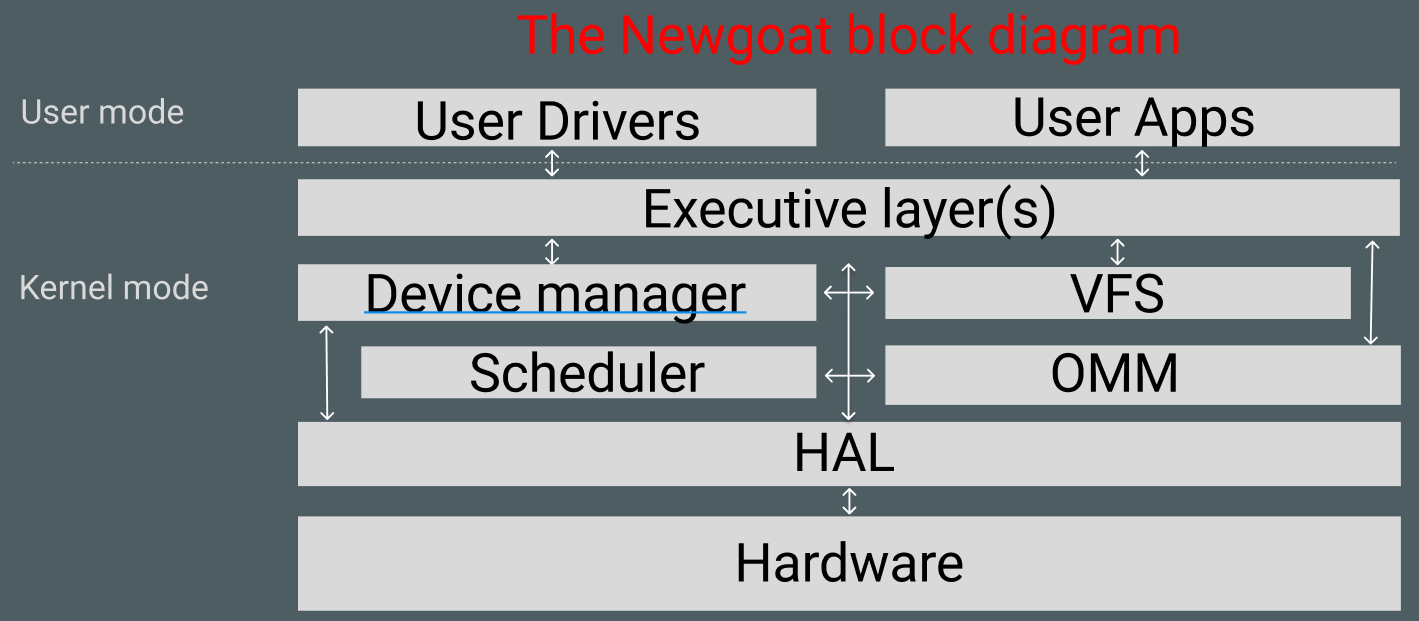 The Newgoat block diagram
User mode
User Drivers
User Apps
Executive layer(s)
Kernel mode
Device manager
VFS
Scheduler
OMM
HAL
Hardware